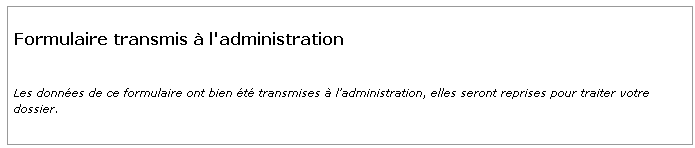 Formulaire transmis à l'administration
Les données de ce formulaire ont bien été transmises à l'administration, elles seront reprises pour traiter votre
dossier.